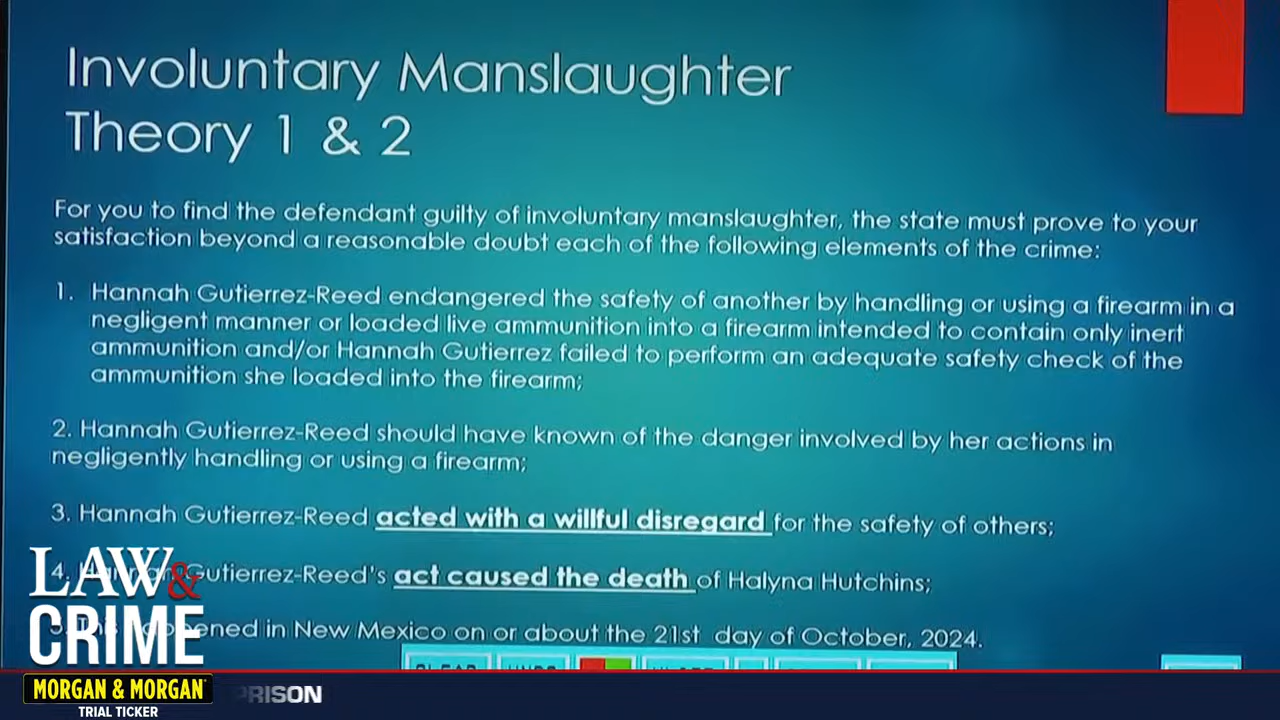 Involuntary Manslaughter
Theory 1 & 2
For you to find the defendant guilty of involuntary manslaughter, the state must prove to your
satisfaction beyond a reasonable doubt each of the following elements of the crime:
1. Hannah Gutierrez-Reed endangered the safety of another by handling or using a firearm in a
negligent manner or loaded live ammunition into a firearm intended to contain only inert
ammunition and/or Hannah Gutierrez failed to perform an adequate safety check of the
ammunition she loaded into the firearm;
2. Hannah Gutierrez-Reed should have known of the danger involved by her actions in
negligently handling or using a firearm;
3. Hannah Gutierrez-Reed acted with a willful disregard for the safety of others;
4. Hannah Gutierrez-Reed's act caused the death of Halyna Hutchins;
happened in New Mexico on or about the 21st day of October, 2024.
LAW&
CRIME
MORGAN & MORGAN
PRISON
TRIAL TICKER